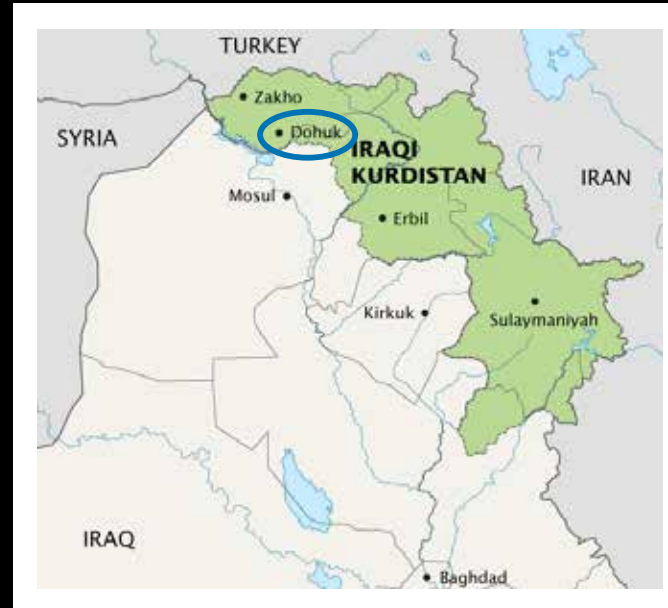 TURKEY
Zakho
Dohuk
SYRIA
IRAQI
KURDISTAN
IRAN
Mosul
Erbil
Kirkuk
Sulaymaniyah
IRAQ
Baghdad